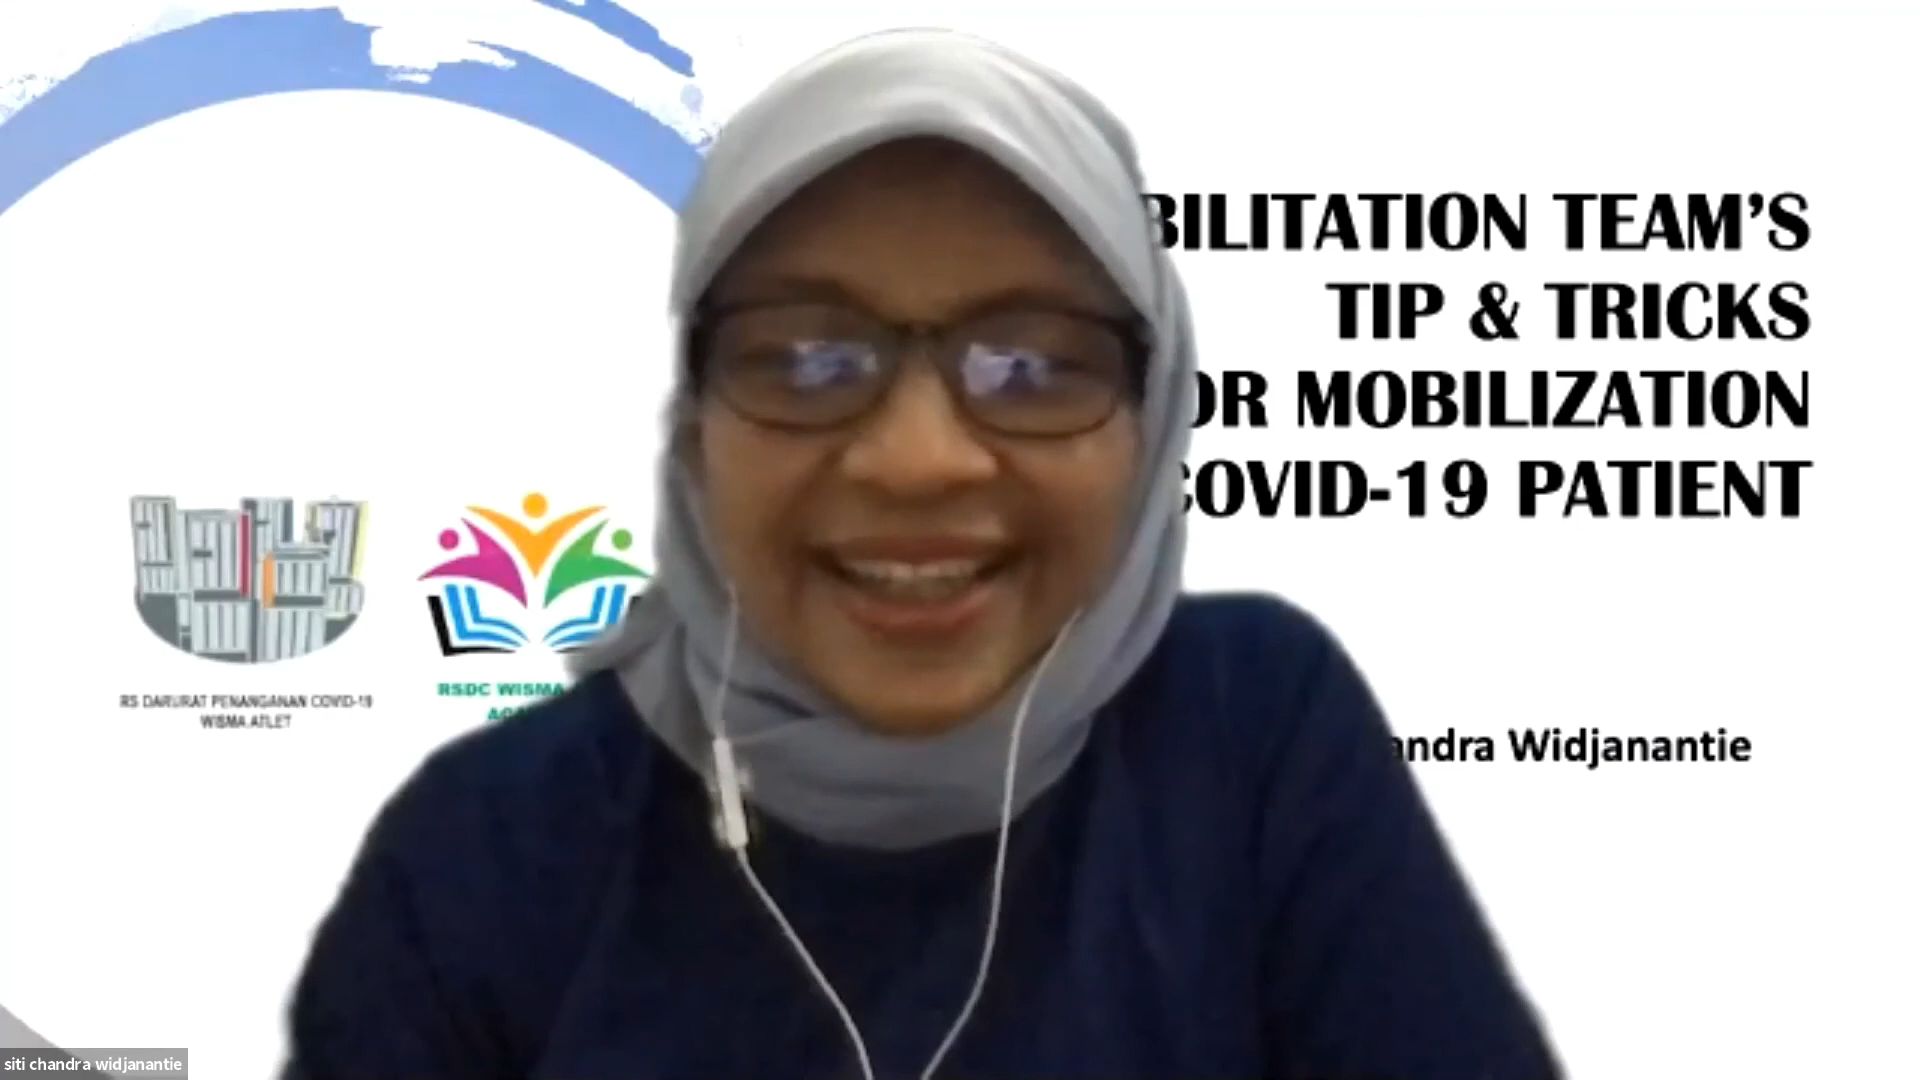 BILITATION TEAM'S
TIP & TRICKS
OR MOBILIZATION
COVID-19 PATIENT
RS DARURAT PENANGANAN COVID-19
WISMA ATLET
RSDC WISMA
andra Widjanantie
siti chandra widjanantie